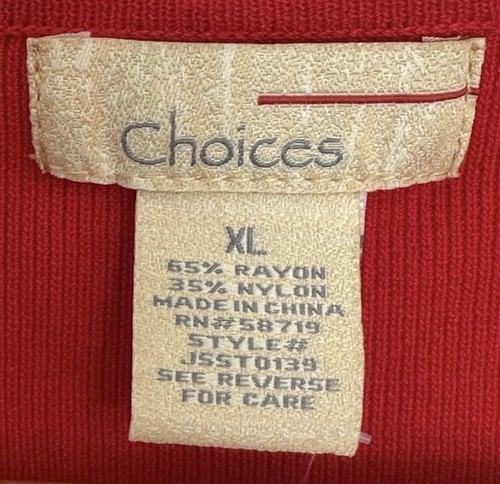 Choices
XL
65% RAYON
35% NYLON
MADE IN CHINA
RN#58719
STYLE#
JSST0139
SEE REVERSE
FOR CARE